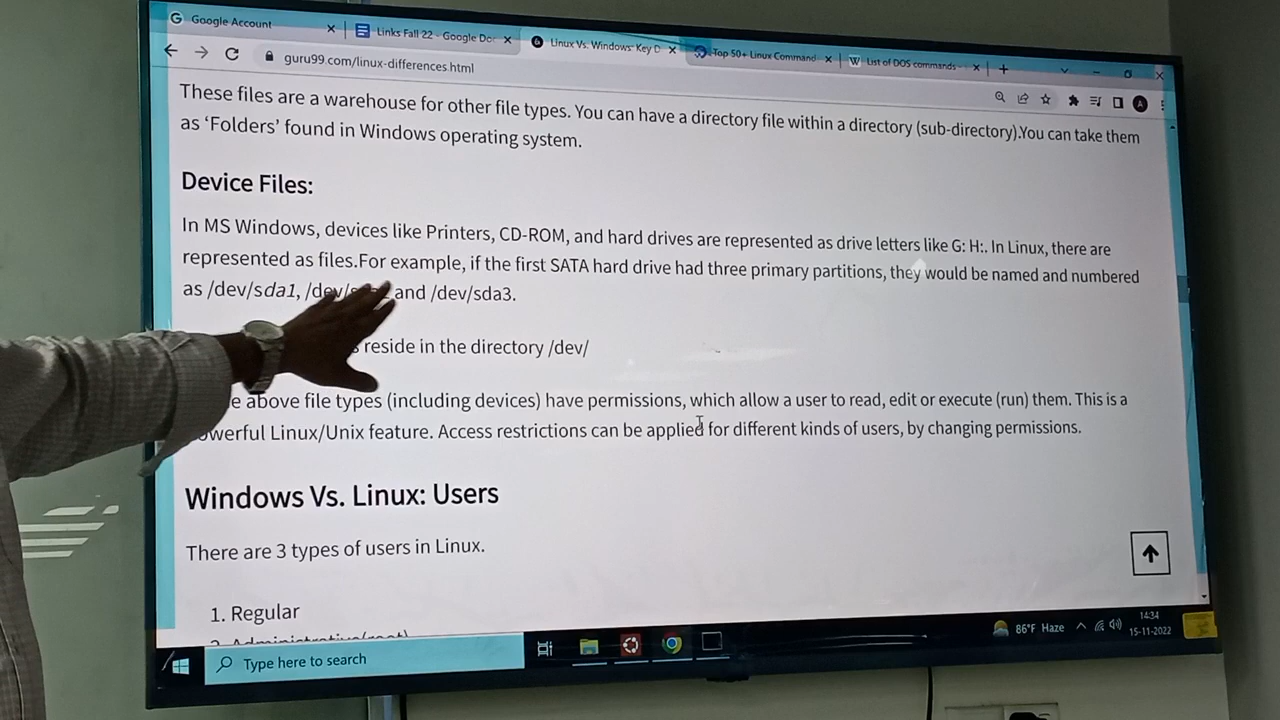 Google Account
Links Fall 22 - Google Do
Linux Vs. Windows: Key D
Top 50+ Linux Command
List of DOS commands -
guru99.com/linux-differences.html
These files are a warehouse for other file types. You can have a directory file within a directory (sub-directory).You can take them
as ‘Folders’ found in Windows operating system.
Device Files:
In MS Windows, devices like Printers, CD-ROM, and hard drives are represented as drive letters like G: H:. In Linux, there are
represented as files.For example, if the first SATA hard drive had three primary partitions, they would be named and numbered
as /dev/sda1, and /dev/sda3.
reside in the directory /dev/
above file types (including devices) have permissions, which allow a user to read, edit or execute (run) them. This is a
powerful Linux/Unix feature. Access restrictions can be applied for different kinds of users, by changing permissions.
Windows Vs. Linux: Users
There are 3 types of users in Linux.
1. Regular
2. Administrative(root)
Type here to search
86°F Haze
14:34
15-11-2022